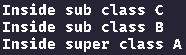 Inside sub class C
Inside sub class B
Inside super class A